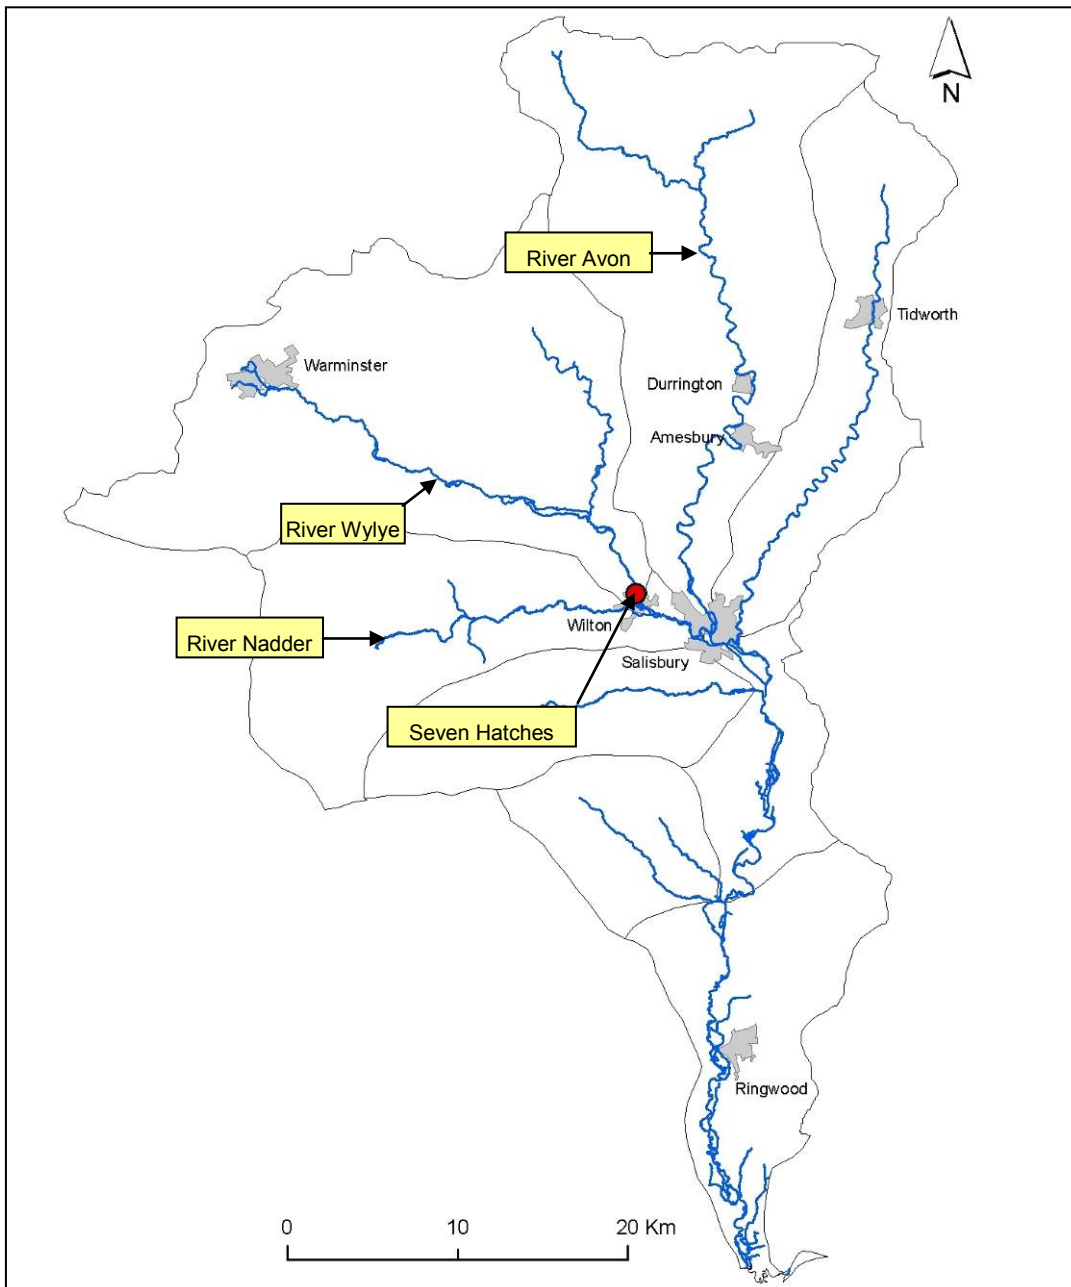 N
River Avon
Tidworth
Warminster
Durrington
Amesbury
River Wylye
Wilton
River Nadder
Salisbury
Seven Hatches
Ringwood
0 10 20 Km